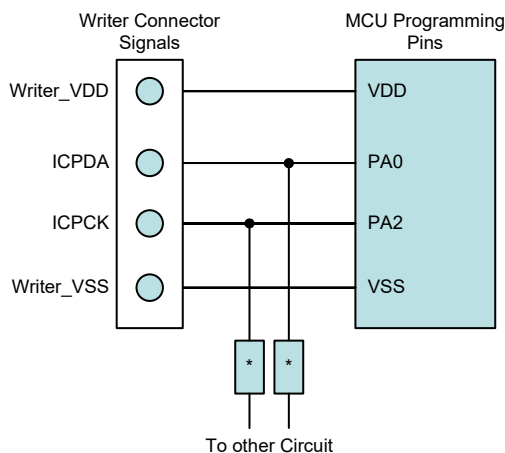 Writer Connector
Signals
MCU Programming
Pins
Writer_VDD
VDD
ICPDA
PA0
ICPCK
PA2
Writer_VSS
VSS
*
*
To other Circuit